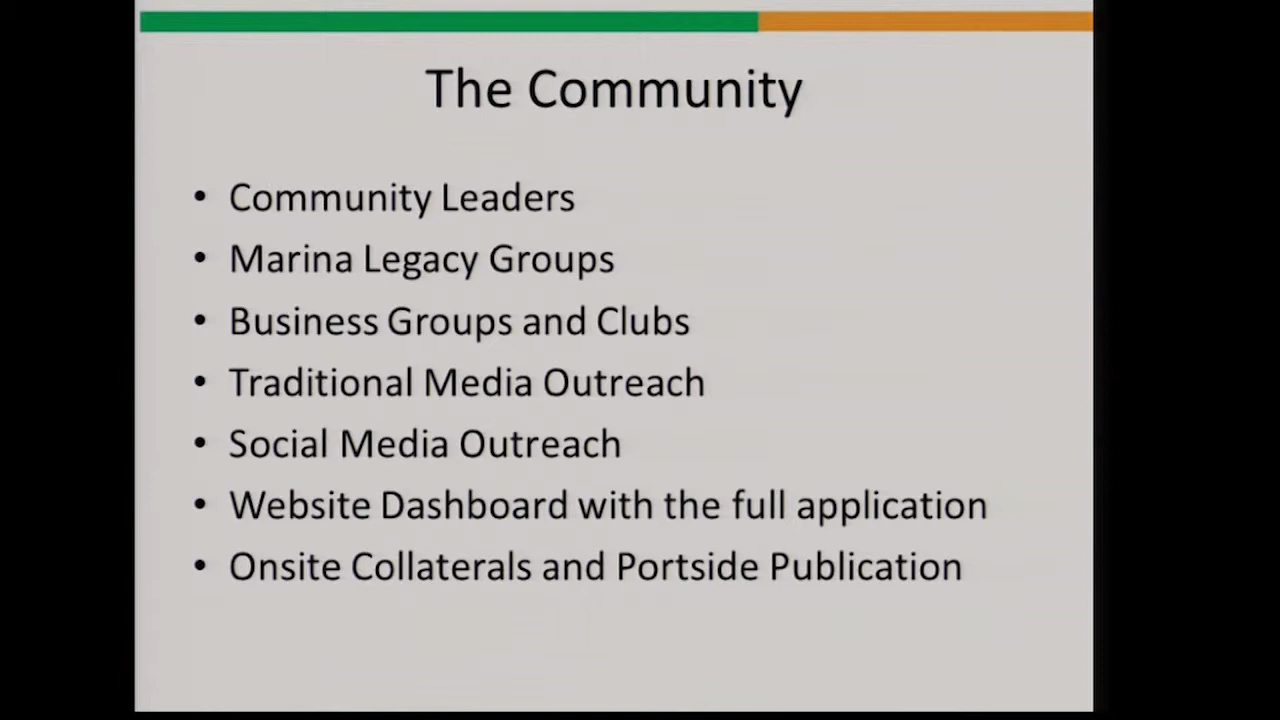 The Community
• Community Leaders
• Marina Legacy Groups
• Business Groups and Clubs
• Traditional Media Outreach
• Social Media Outreach
• Website Dashboard with the full application
• Onsite Collaterals and Portside Publication